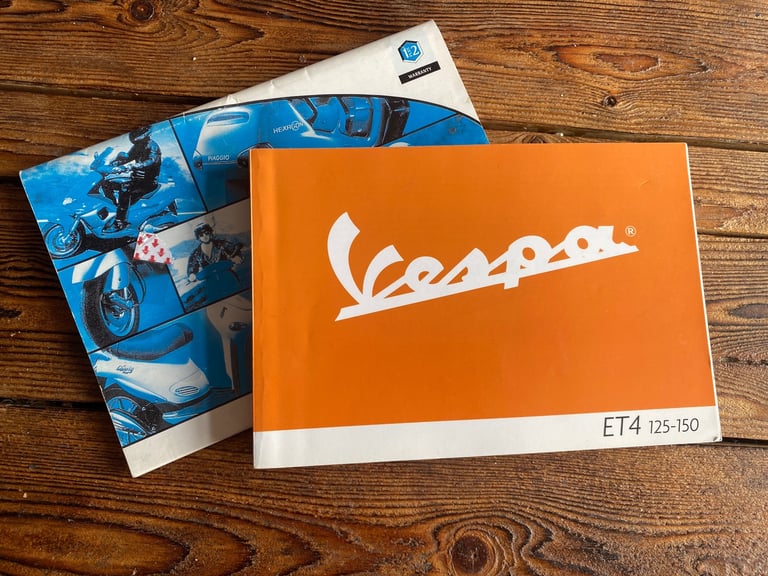 1 2
WARRANTY
HEXAGON
PIAGGIO
Vespa®
ET4 125-150